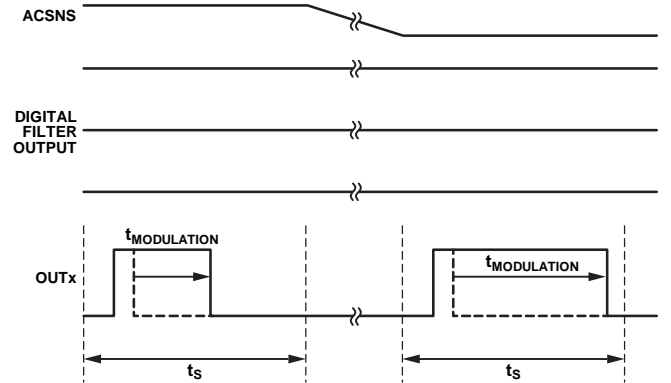 ACSNS
DIGITAL
FILTER
OUTPUT
tMODULATION
OUTx
tMODULATION
tS
tS